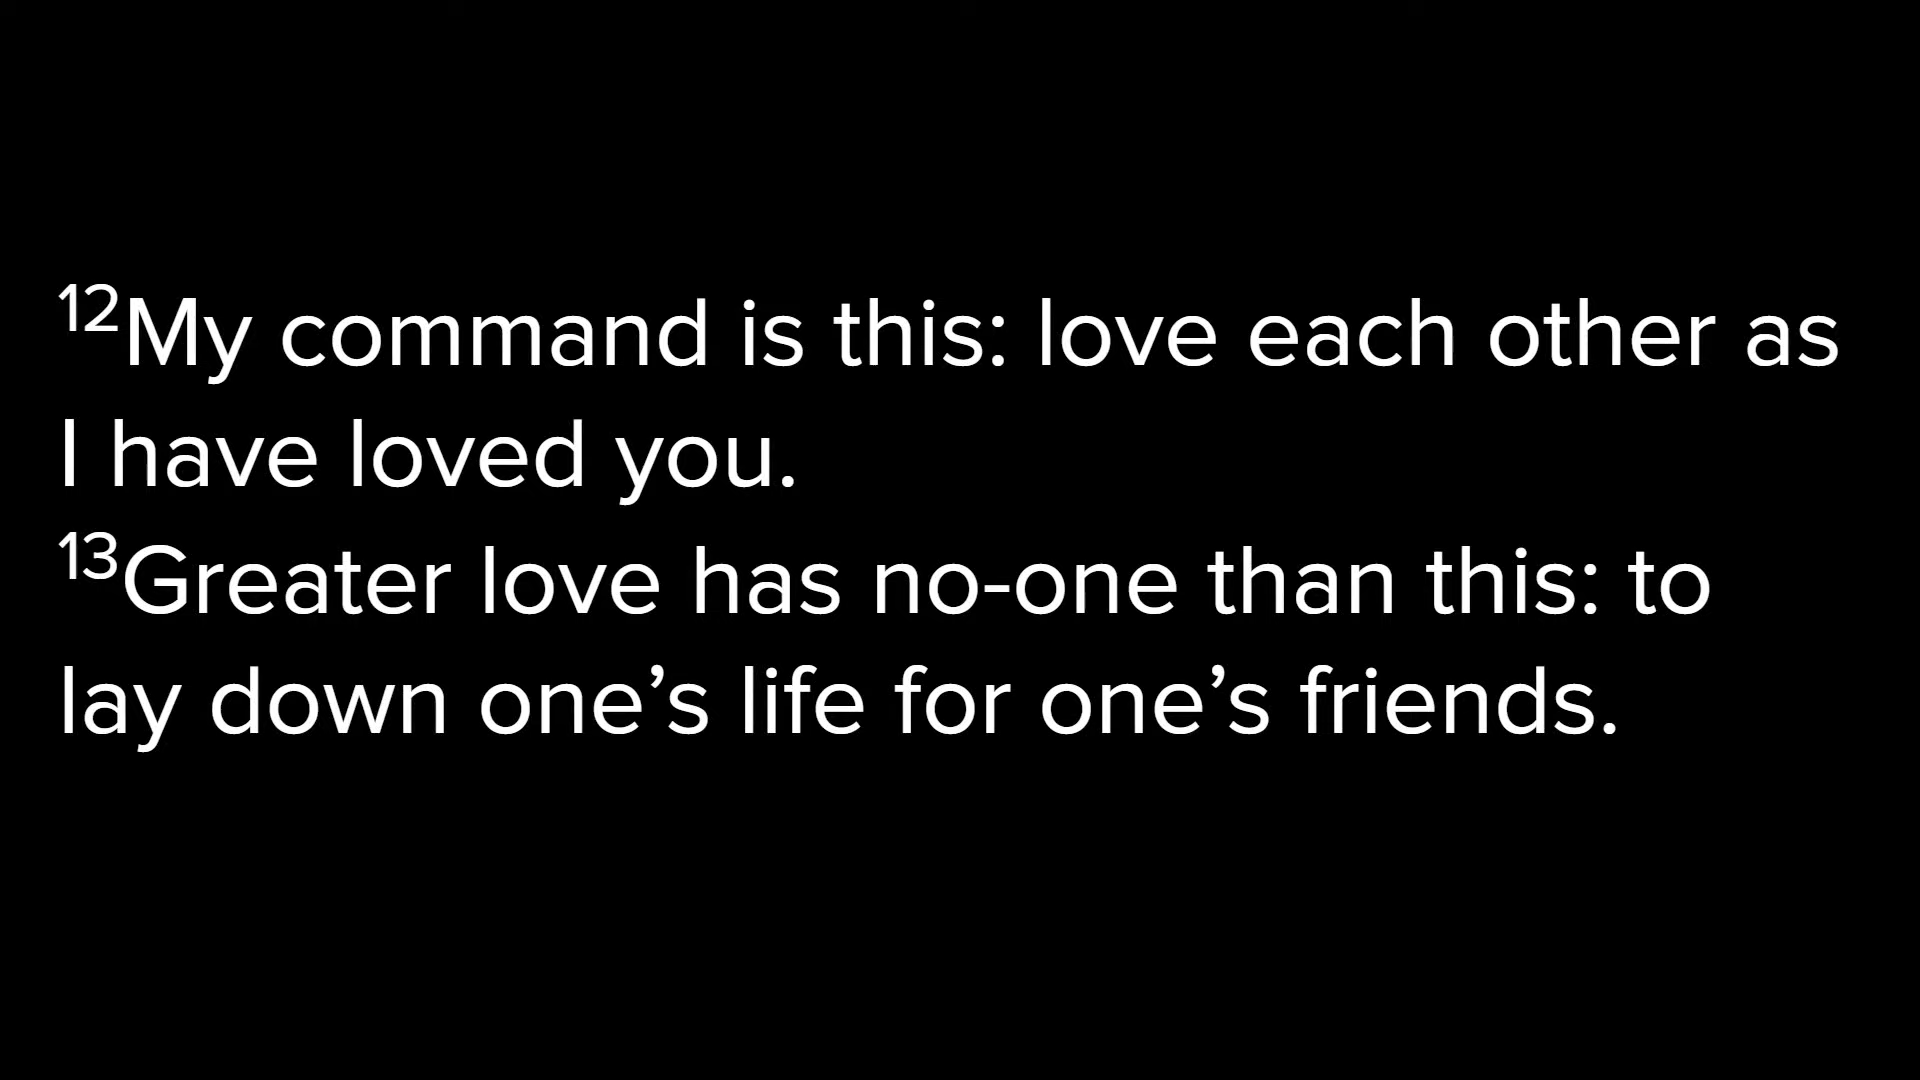 ¹²My command is this: love each other as
I have loved you.
¹³Greater love has no-one than this: to
lay down one’s life for one’s friends.